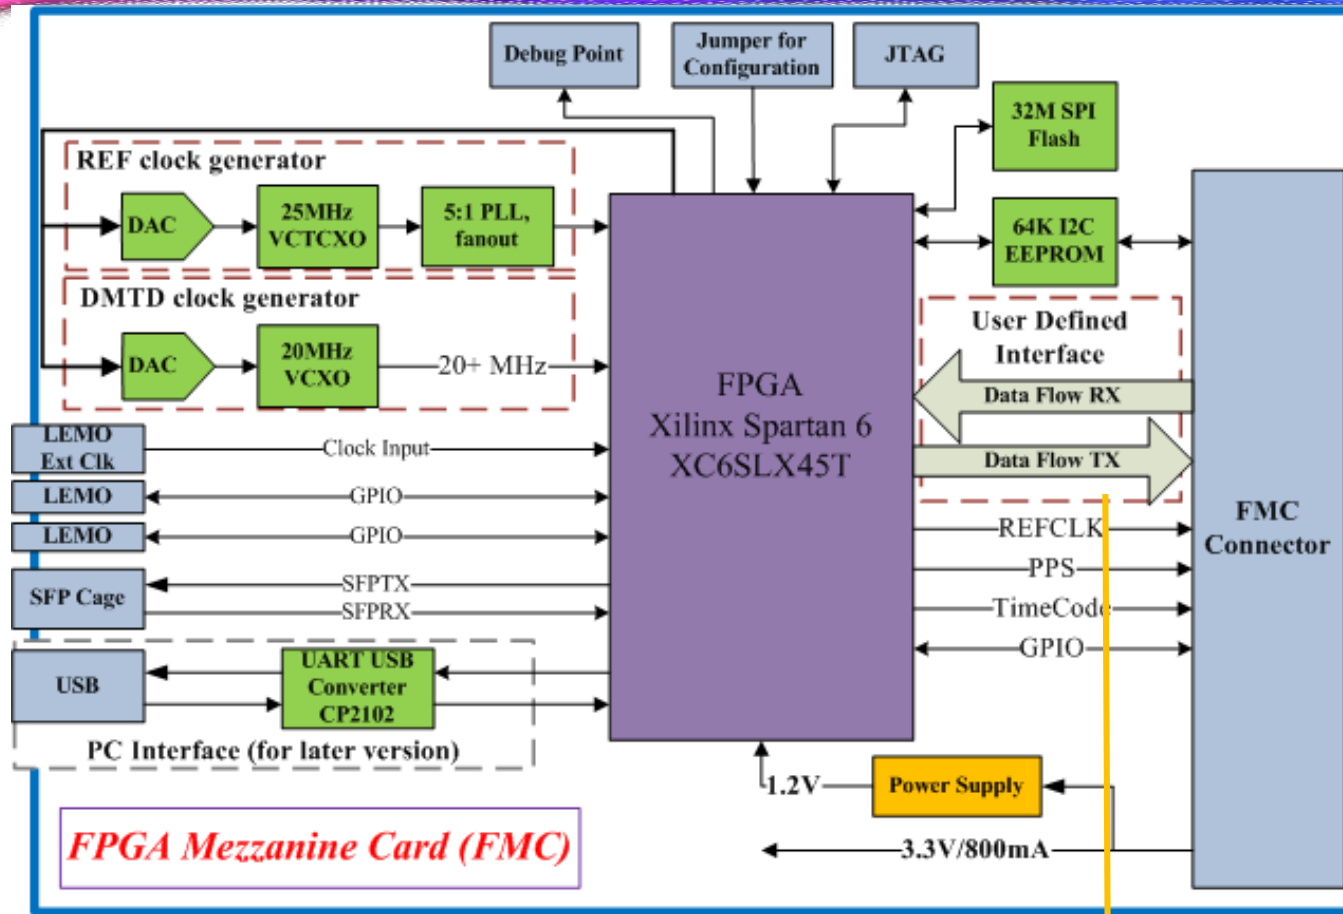 Debug Point
Jumper for
Configuration
JTAG
32M SPI
Flash
REF clock generator
DAC
25MHz
VCTCXO
5:1 PLL,
fanout
64K I2C
EEPROM
DMTD clock generator
DAC
20MHz
VCXO
20+ MHz
User Defined
Interface
Data Flow RX
Data Flow TX
FPGA
Xilinx Spartan 6
XC6SLX45T
FMC
Connector
LEMO
Ext Clk
Clock Input
LEMO
GPIO
LEMO
GPIO
SFP Cage
SFPTX
SFPRX
REFCLK
PPS
TimeCode
GPIO
USB
UART USB
Converter
CP2102
PC Interface (for later version)
1.2V
Power Supply
3.3V/800mA
FPGA Mezzanine Card (FMC)